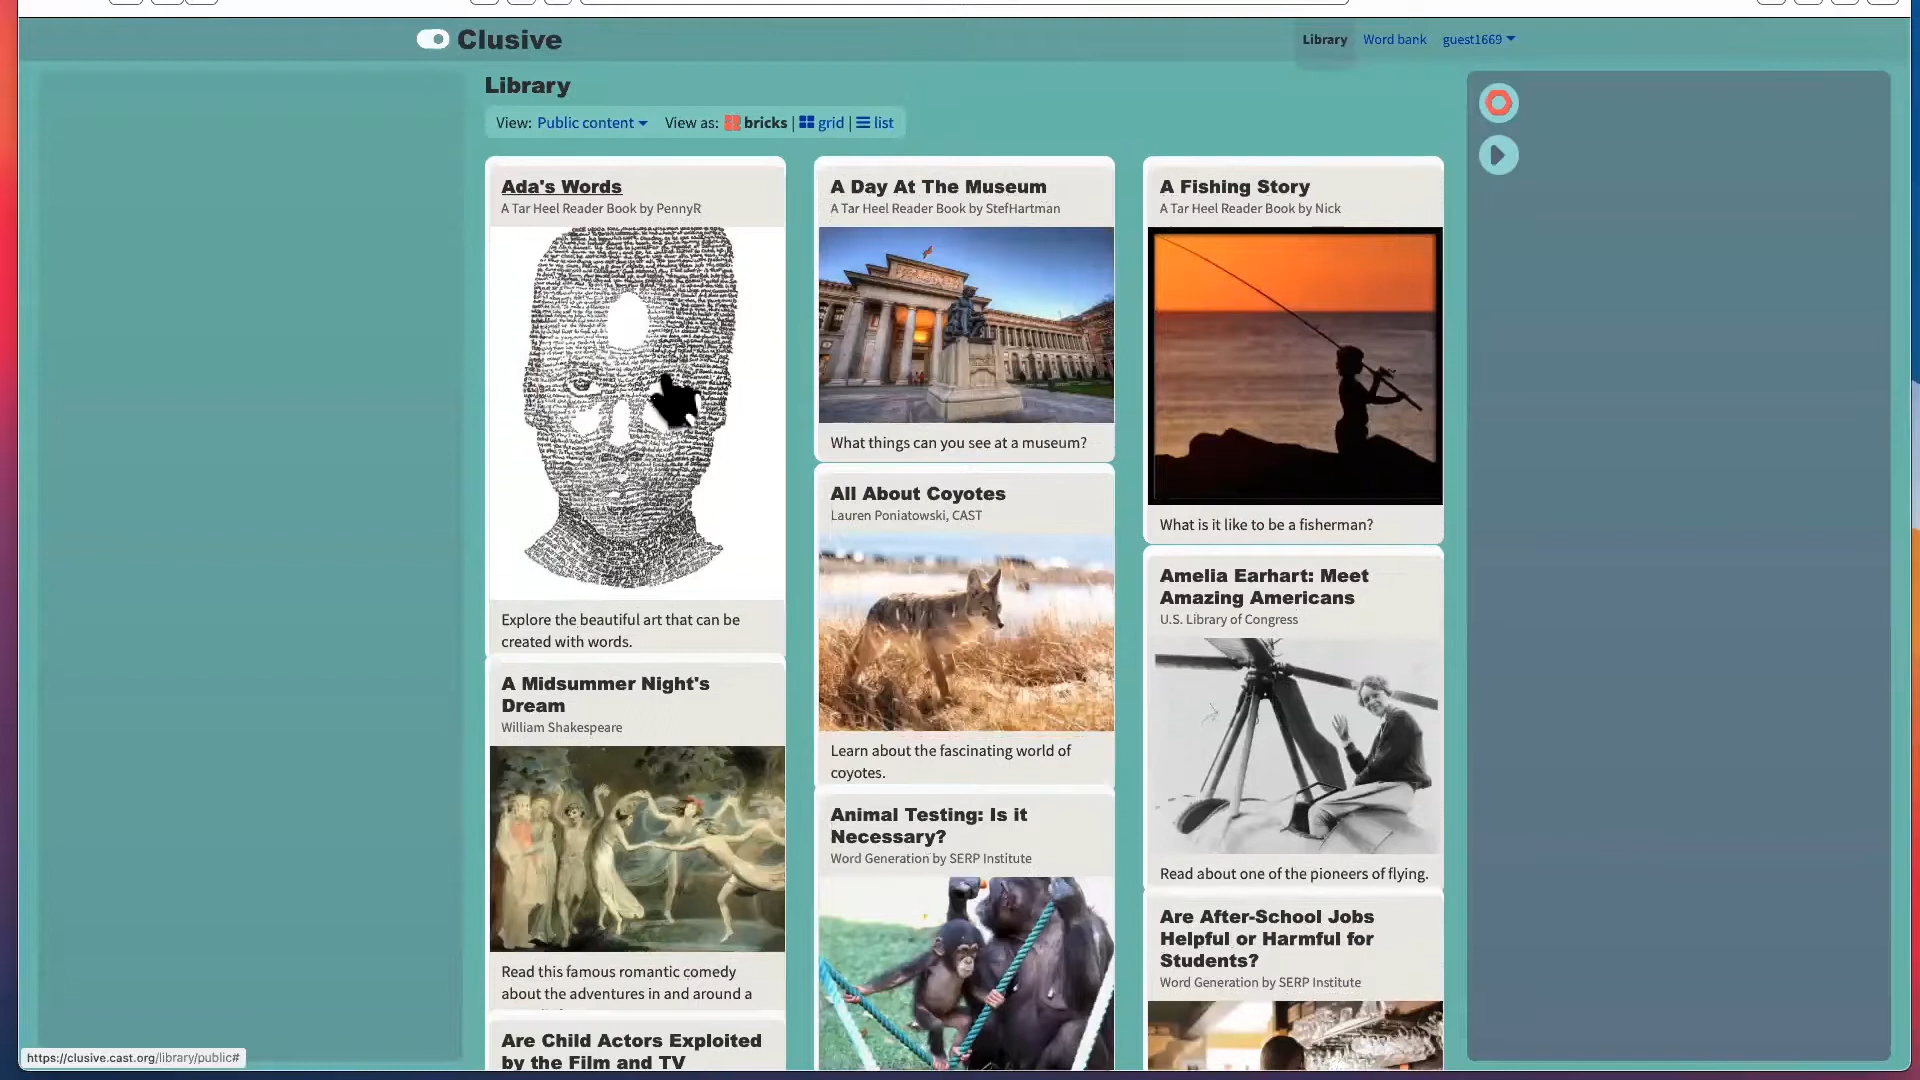 Clusive
Library Word bank guest1669
Library
View: Public content View as: bricks | grid | list
Ada's Words
A Tar Heel Reader Book by PennyR
Explore the beautiful art that can be
created with words.
A Midsummer Night's
Dream
William Shakespeare
Read this famous romantic comedy
about the adventures in and around a
Are Child Actors Exploited
by the Film and TV
A Day At The Museum
A Tar Heel Reader Book by StefHartman
What things can you see at a museum?
All About Coyotes
Lauren Poniatowski, CAST
Learn about the fascinating world of
coyotes.
Animal Testing: Is it
Necessary?
Word Generation by SERP Institute
A Fishing Story
A Tar Heel Reader Book by Nick
What is it like to be a fisherman?
Amelia Earhart: Meet
Amazing Americans
U.S. Library of Congress
Read about one of the pioneers of flying.
Are After-School Jobs
Helpful or Harmful for
Students?
Word Generation by SERP Institute
https://clusive.cast.org/library/public#